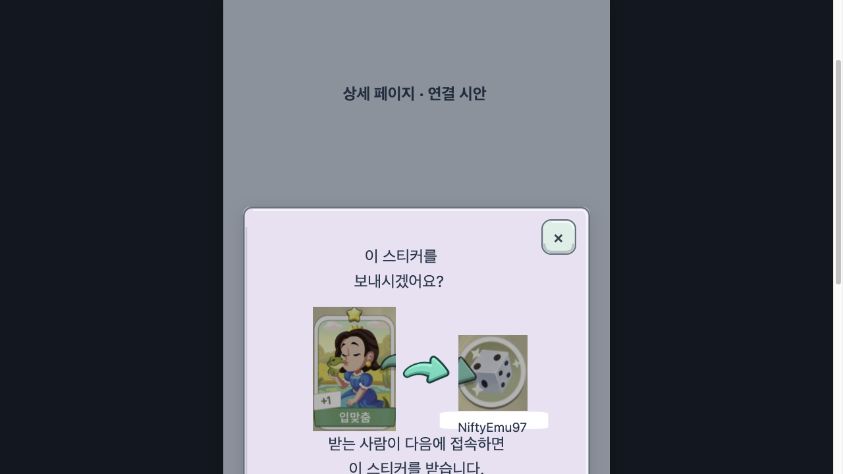 상세 페이지 · 연결 시안
×
이 스티커를
보내시겠어요?
+1
입맞춤
NiftyEmu97
받는 사람이 다음에 접속하면
이 스티커를 받습니다.